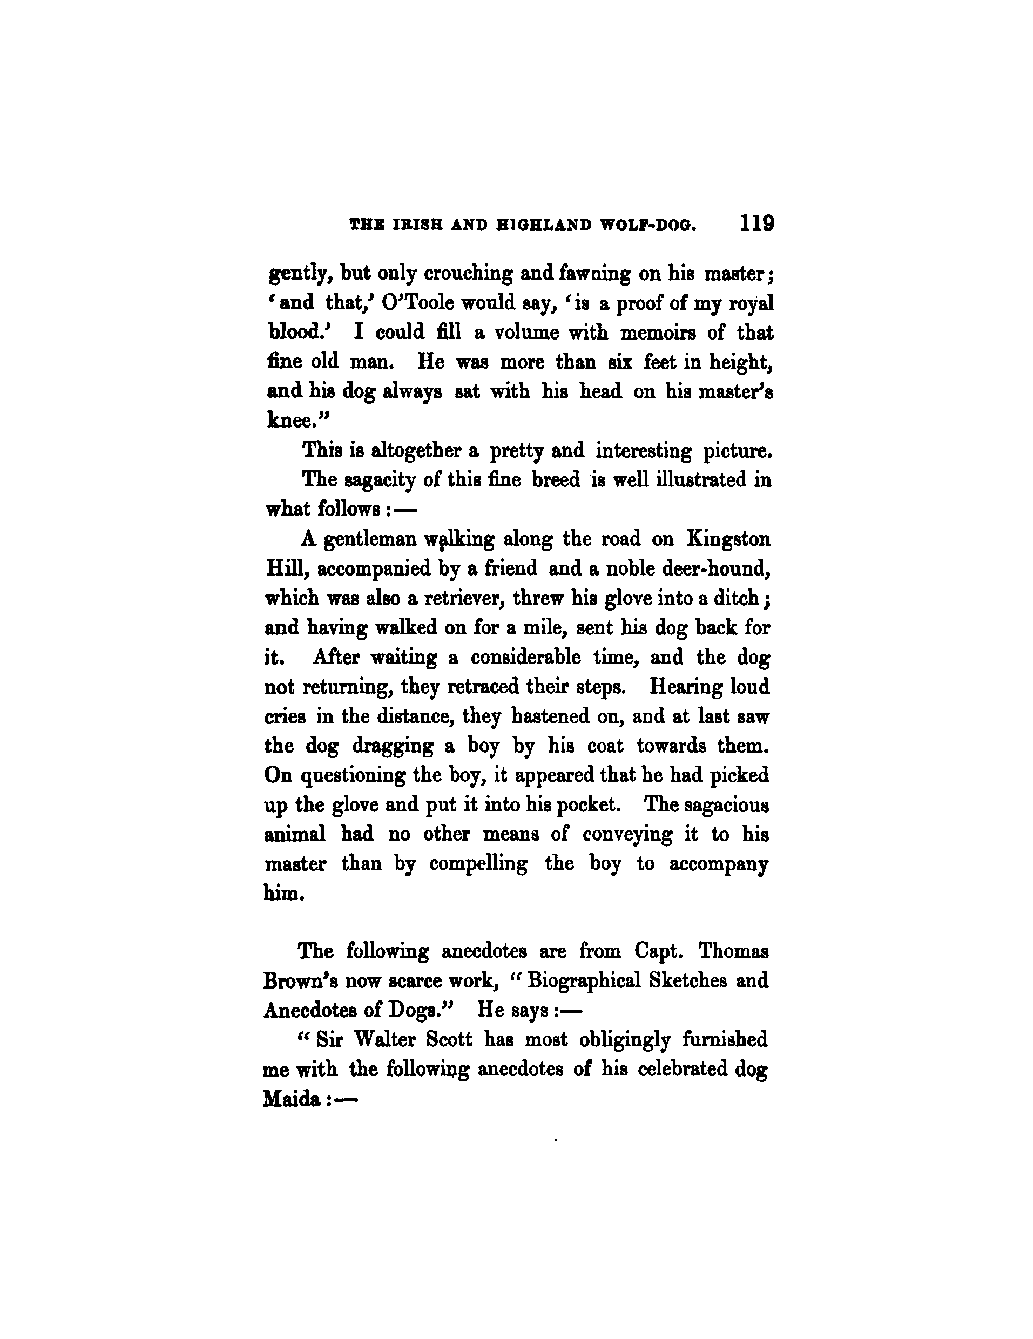 THE IRISH AND HIGHLAND WOLF-DOG. 119
gently, but only crouching and fawning on his master;
‘and that,’ O’Toole would say, ‘is a proof of my royal
blood.’ I could fill a volume with memoirs of that
fine old man. He was more than six feet in height,
and his dog always sat with his head on his master’s
knee.”
This is altogether a pretty and interesting picture.
The sagacity of this fine breed is well illustrated in
what follows:—
A gentleman walking along the road on Kingston
Hill, accompanied by a friend and a noble deer-hound,
which was also a retriever, threw his glove into a ditch;
and having walked on for a mile, sent his dog back for
it. After waiting a considerable time, and the dog
not returning, they retraced their steps. Hearing loud
cries in the distance, they hastened on, and at last saw
the dog dragging a boy by his coat towards them.
On questioning the boy, it appeared that he had picked
up the glove and put it into his pocket. The sagacious
animal had no other means of conveying it to his
master than by compelling the boy to accompany
him.
The following anecdotes are from Capt. Thomas
Brown’s now scarce work, “Biographical Sketches and
Anecdotes of Dogs.” He says:—
“Sir Walter Scott has most obligingly furnished
me with the following anecdotes of his celebrated dog
Maida:—